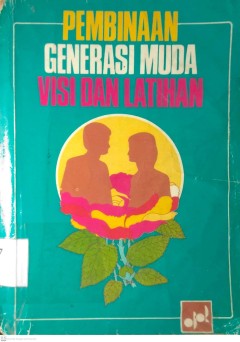 PEMBINAAN
GENERASI MUDA
VISI DAN LATIHAN